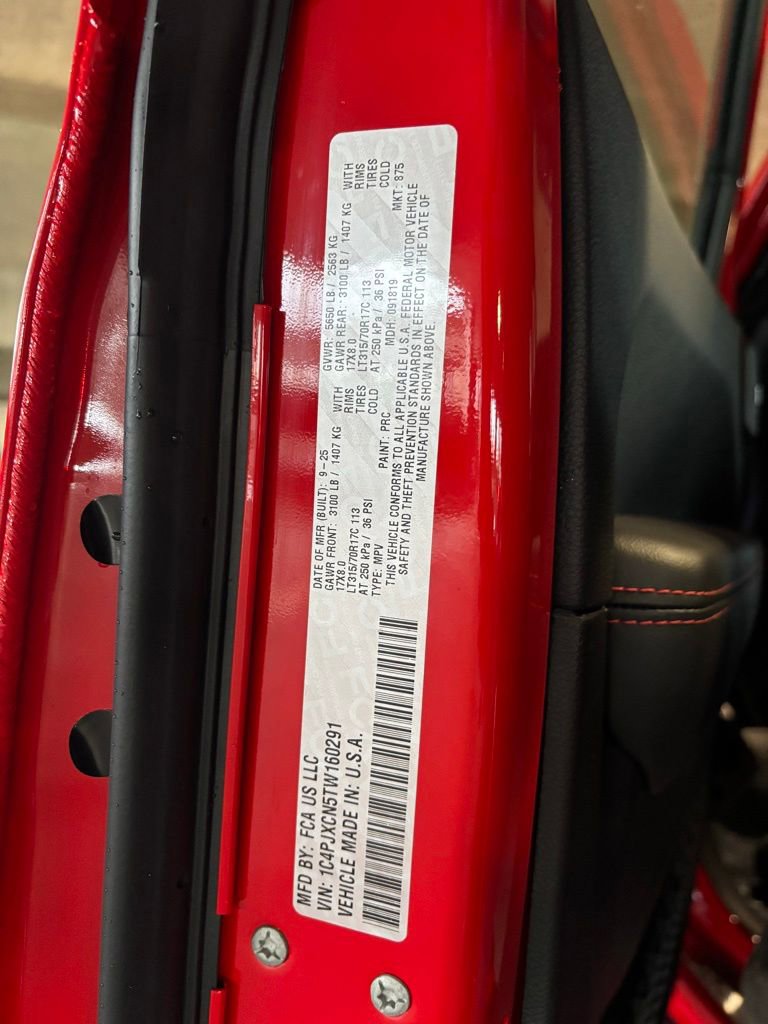 MFD BY: FCA US LLC
VIN: 1C4PJXCN5TW160291
VEHICLE MADE IN: U.S.A.
DATE OF MFR (BUILT): 9-25
GVWR: 5650 LB / 2563 KG
GAWR FRONT: 3100 LB / 1407 KG WITH
GAWR REAR: 3100 LB / 1407 KG WITH
17X8.0 RIMS
17X8.0 RIMS
LT315/70R17C 113 TIRES
LT315/70R17C 113 TIRES
AT 250 kPa / 36 PSI COLD
AT 250 kPa / 36 PSI COLD
TYPE: MPV PAINT: PRC MDH: 091819 MKT: 875
THIS VEHICLE CONFORMS TO ALL APPLICABLE U.S.A. FEDERAL MOTOR VEHICLE
SAFETY AND THEFT PREVENTION STANDARDS IN EFFECT ON THE DATE OF
MANUFACTURE SHOWN ABOVE.